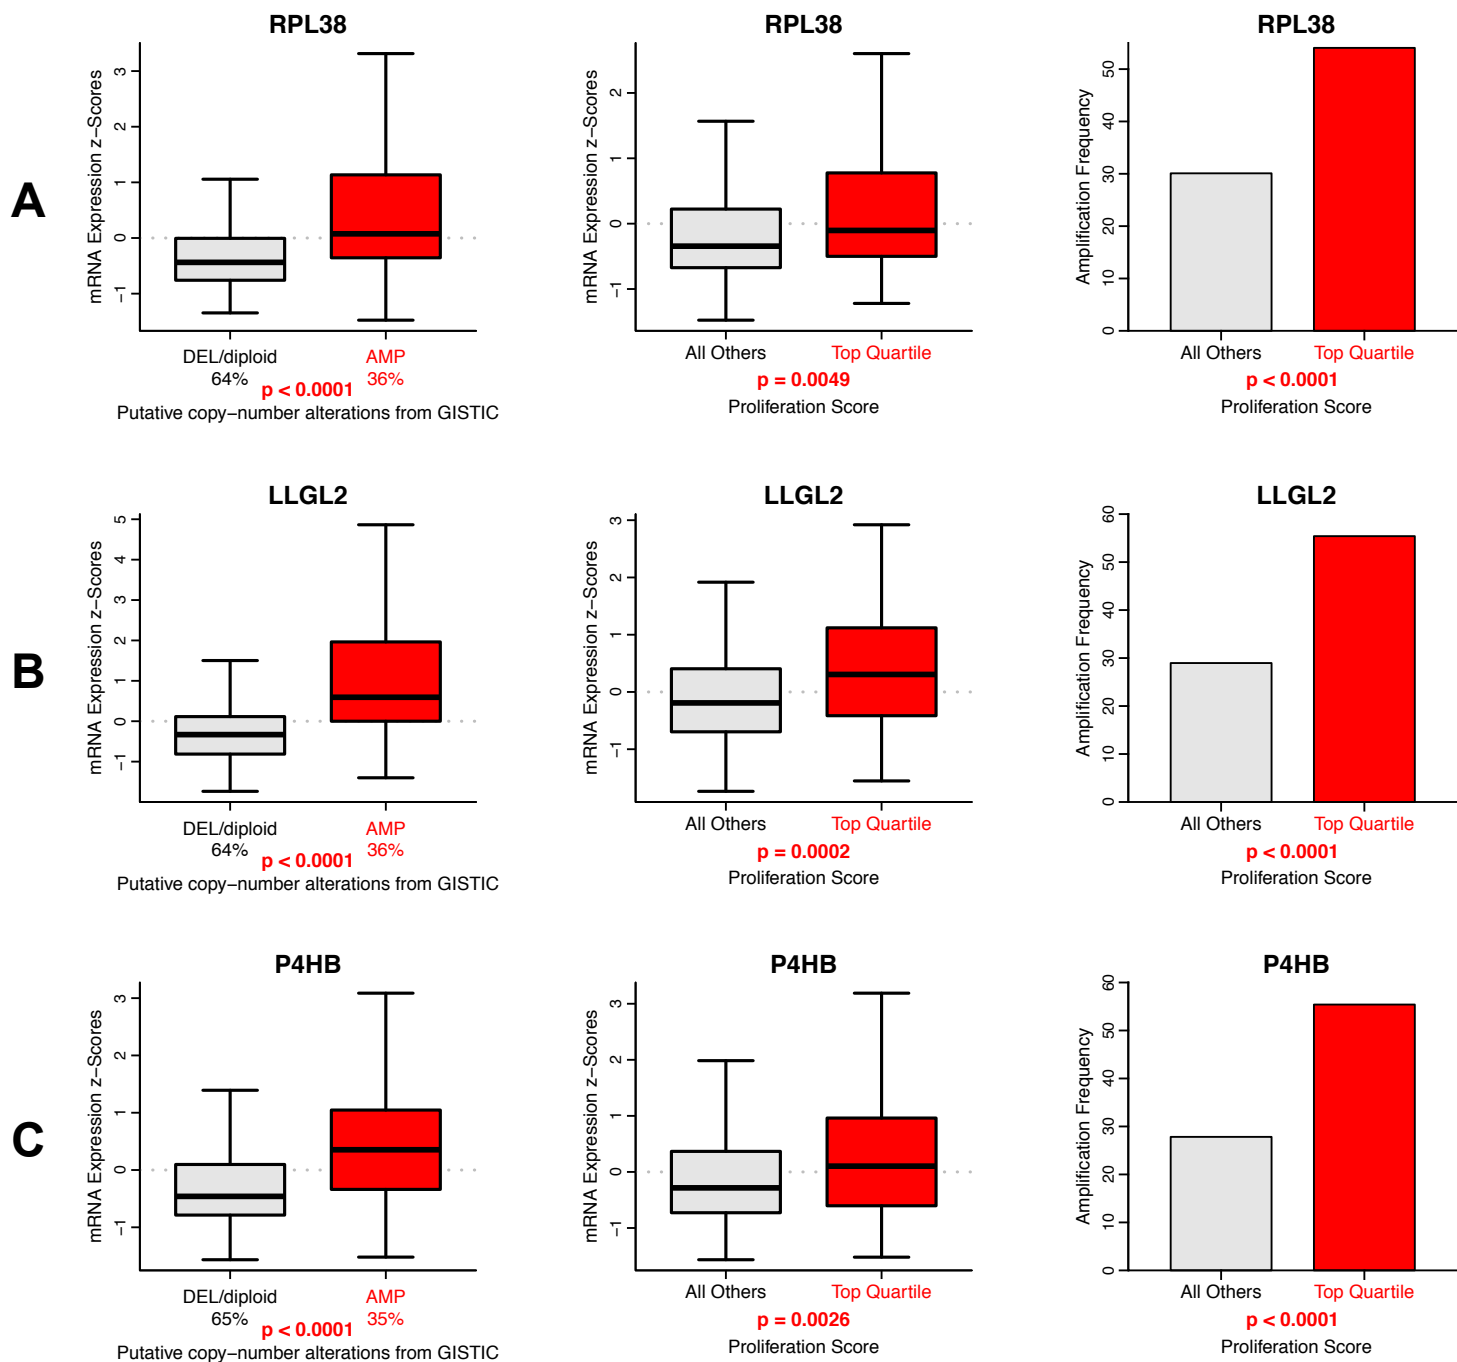 RPL38
RPL38
RPL38
A
mRNA Expression z−Scores
3
2
1
0
−1
DEL/diploid
AMP
64%
p < 0.0001
36%
Putative copy−number alterations from GISTIC
mRNA Expression z−Scores
2
1
0
−1
All Others
Top Quartile
p = 0.0049
Proliferation Score
Amplification Frequency
50
40
30
20
10
0
All Others
Top Quartile
p < 0.0001
Proliferation Score
LLGL2
LLGL2
LLGL2
B
mRNA Expression z−Scores
5
4
3
2
1
0
−1
DEL/diploid
AMP
64%
p < 0.0001
36%
Putative copy−number alterations from GISTIC
mRNA Expression z−Scores
3
2
1
0
−1
All Others
Top Quartile
p = 0.0002
Proliferation Score
Amplification Frequency
60
50
40
30
20
10
0
All Others
Top Quartile
p < 0.0001
Proliferation Score
P4HB
P4HB
P4HB
C
mRNA Expression z−Scores
3
2
1
0
−1
DEL/diploid
AMP
65%
p < 0.0001
35%
Putative copy−number alterations from GISTIC
mRNA Expression z−Scores
3
2
1
0
−1
All Others
Top Quartile
p = 0.0026
Proliferation Score
Amplification Frequency
60
50
40
30
20
10
0
All Others
Top Quartile
p < 0.0001
Proliferation Score